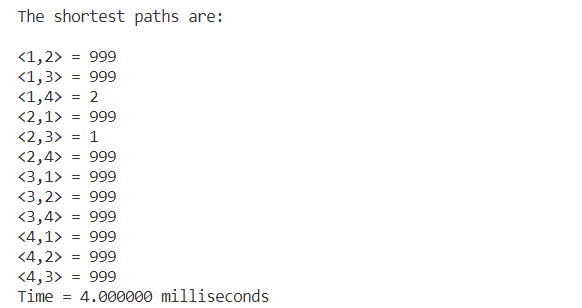 The shortest paths are:
<1,2> = 999
<1,3> = 999
<1,4> = 2
<2,1> = 999
<2,3> = 1
<2,4> = 999
<3,1> = 999
<3,2> = 999
<3,4> = 999
<4,1> = 999
<4,2> = 999
<4,3> = 999
Time = 4.000000 milliseconds